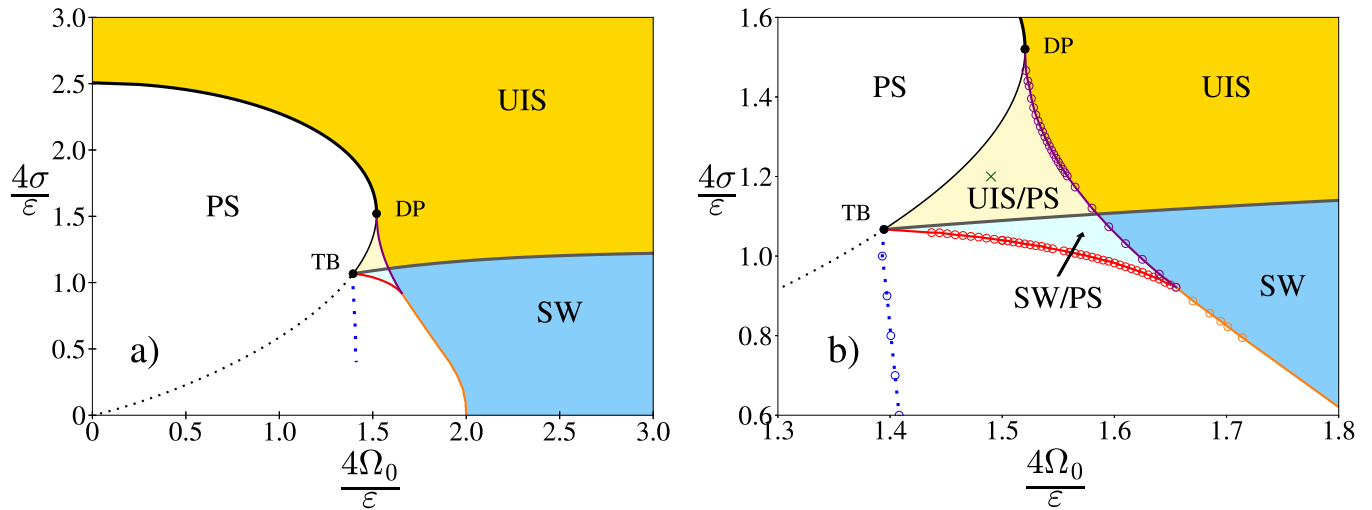 3.0
2.5
2.0
4σ
ε
1.5
1.0
0.5
0
UIS
PS
DP
TB
SW
a)
0 0.5 1.0 1.5 2.0 2.5 3.0
4Ω₀
ε
1.6
1.4
1.2
4σ
ε
1.0
0.8
0.6
DP
PS
UIS
UIS/PS
TB
SW/PS
SW
b)
1.3 1.4 1.5 1.6 1.7 1.8
4Ω₀
ε